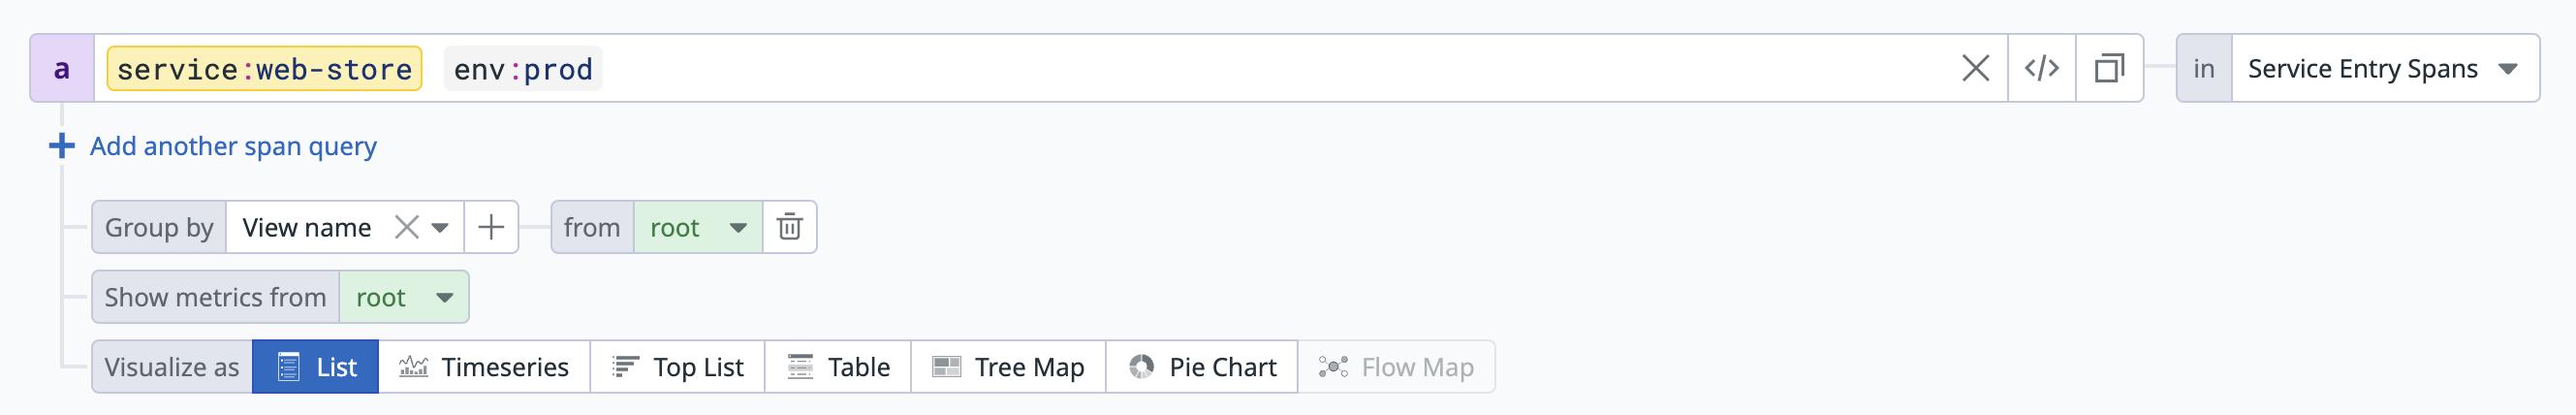 a service:web-store env:prod </> in Service Entry Spans
+ Add another span query
Group by View name + from root
Show metrics from root
Visualize as List Timeseries Top List Table Tree Map Pie Chart Flow Map